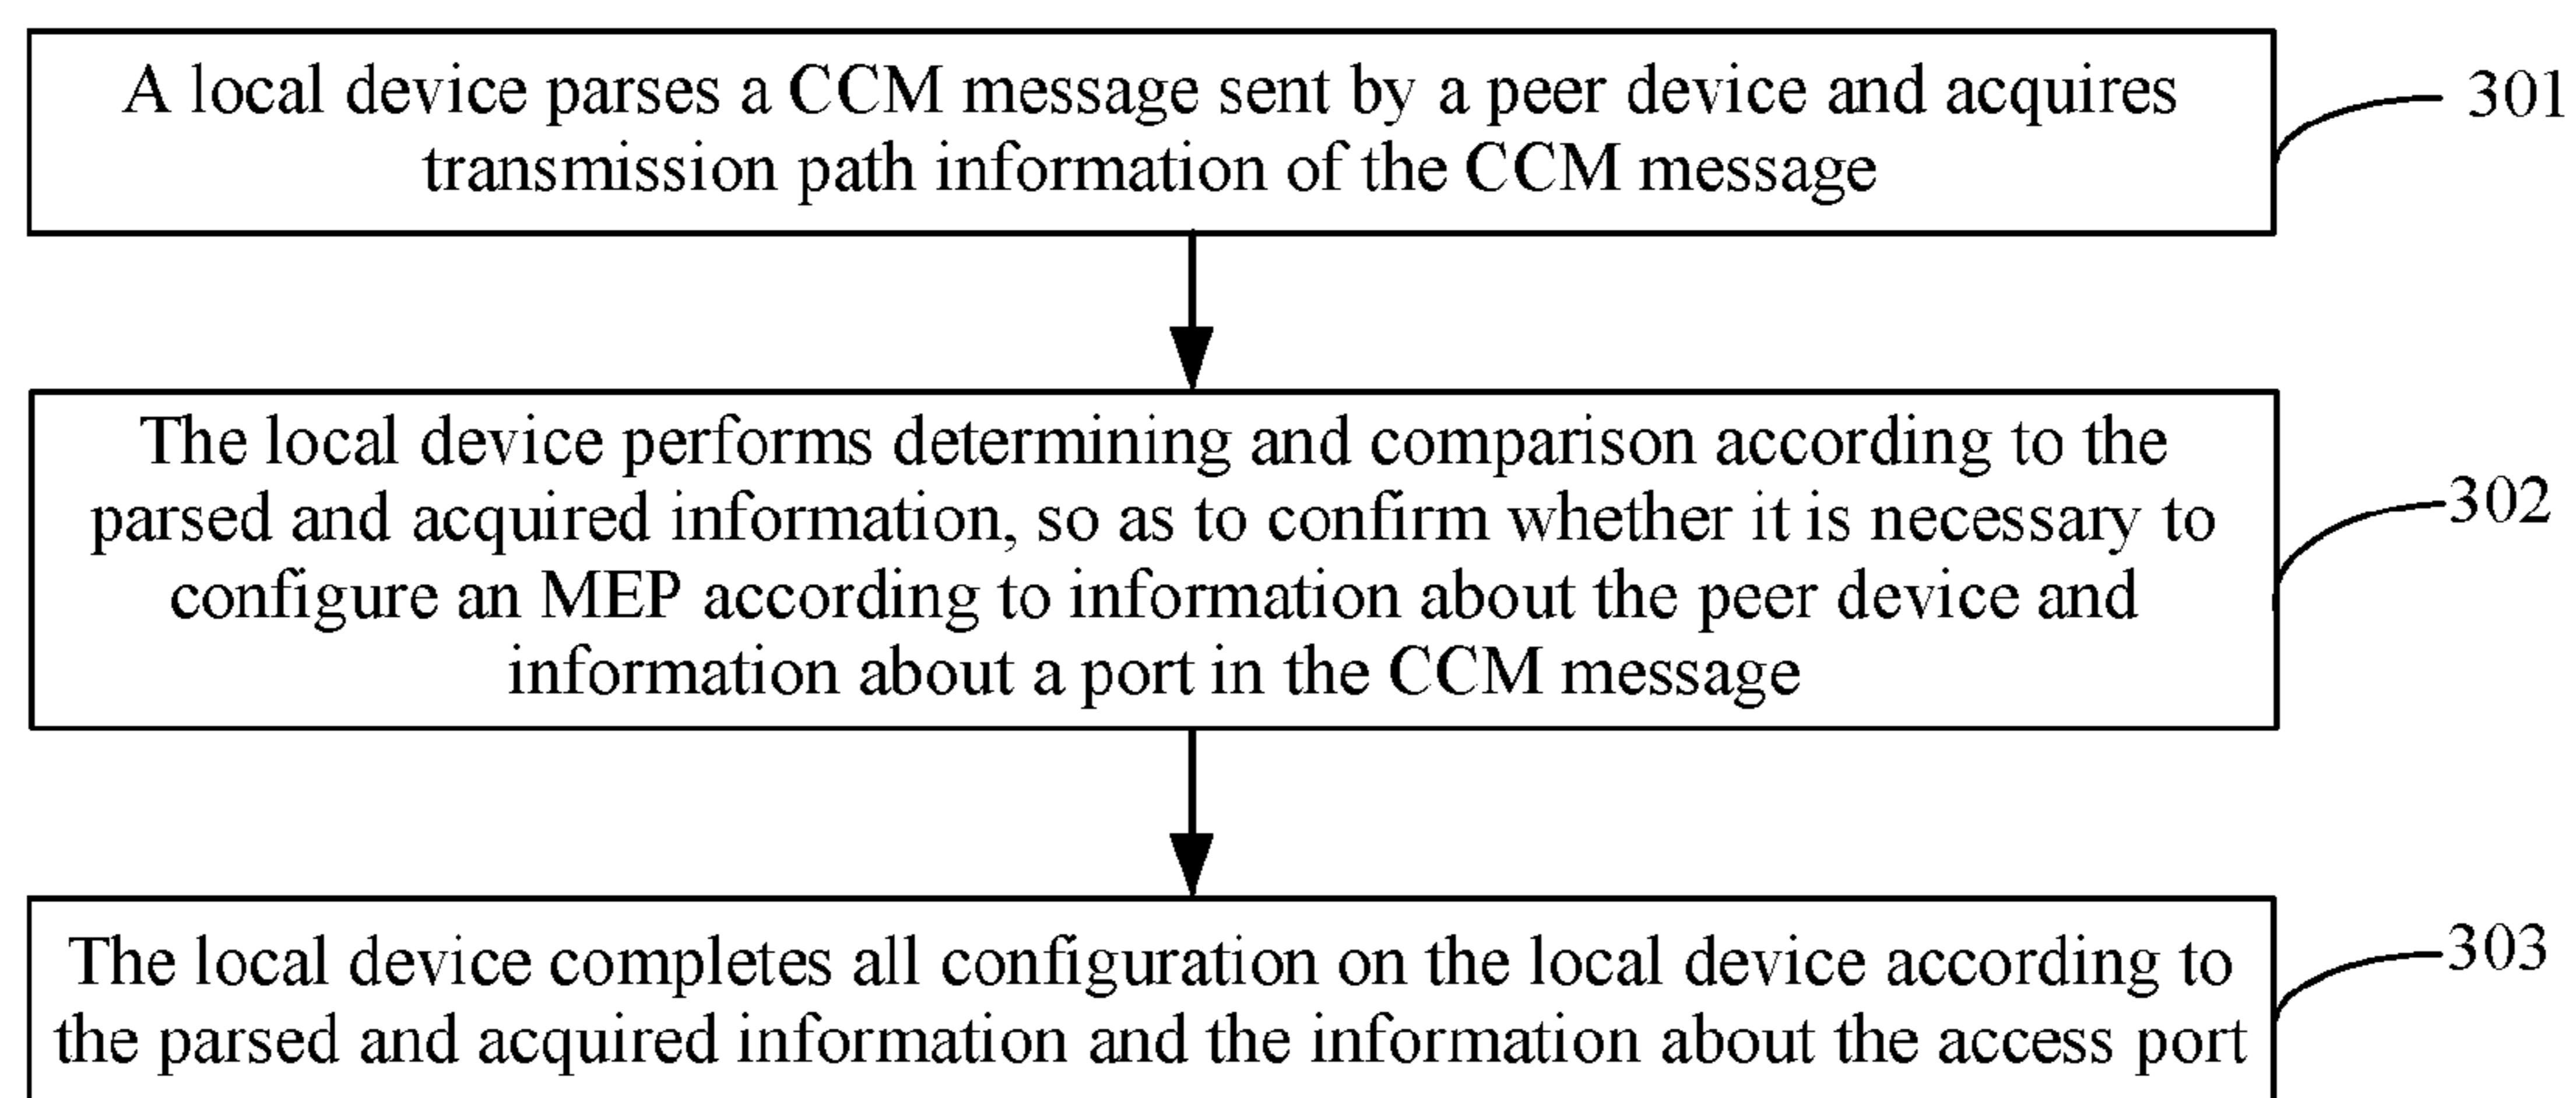 A local device parses a CCM message sent by a peer device and acquires
transmission path information of the CCM message
301
The local device performs determining and comparison according to the
parsed and acquired information, so as to confirm whether it is necessary to
configure an MEP according to information about the peer device and
information about a port in the CCM message
302
The local device completes all configuration on the local device according to
the parsed and acquired information and the information about the access port
303